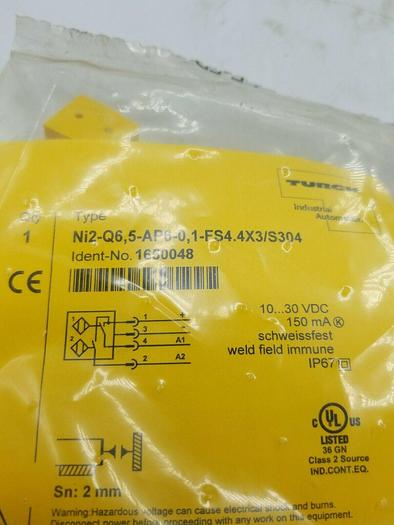 TURCK
Industrial
Automation
Qty Type
1 Ni2-Q6,5-AP6-0,1-FS4.4X3/S304
Ident-No. 1650048
CE
1 1 +
3 -
2 4 A1
2 A2
10...30 VDC
150 mA K
schweissfest
weld field immune
IP67
C UL US
LISTED
36 GN
Class 2 Source
IND.CONT.EQ.
Sn: 2 mm
Warning:Hazardous voltage can cause electrical shock and burns.
Disconnect power before proceeding with any work on this equipment.